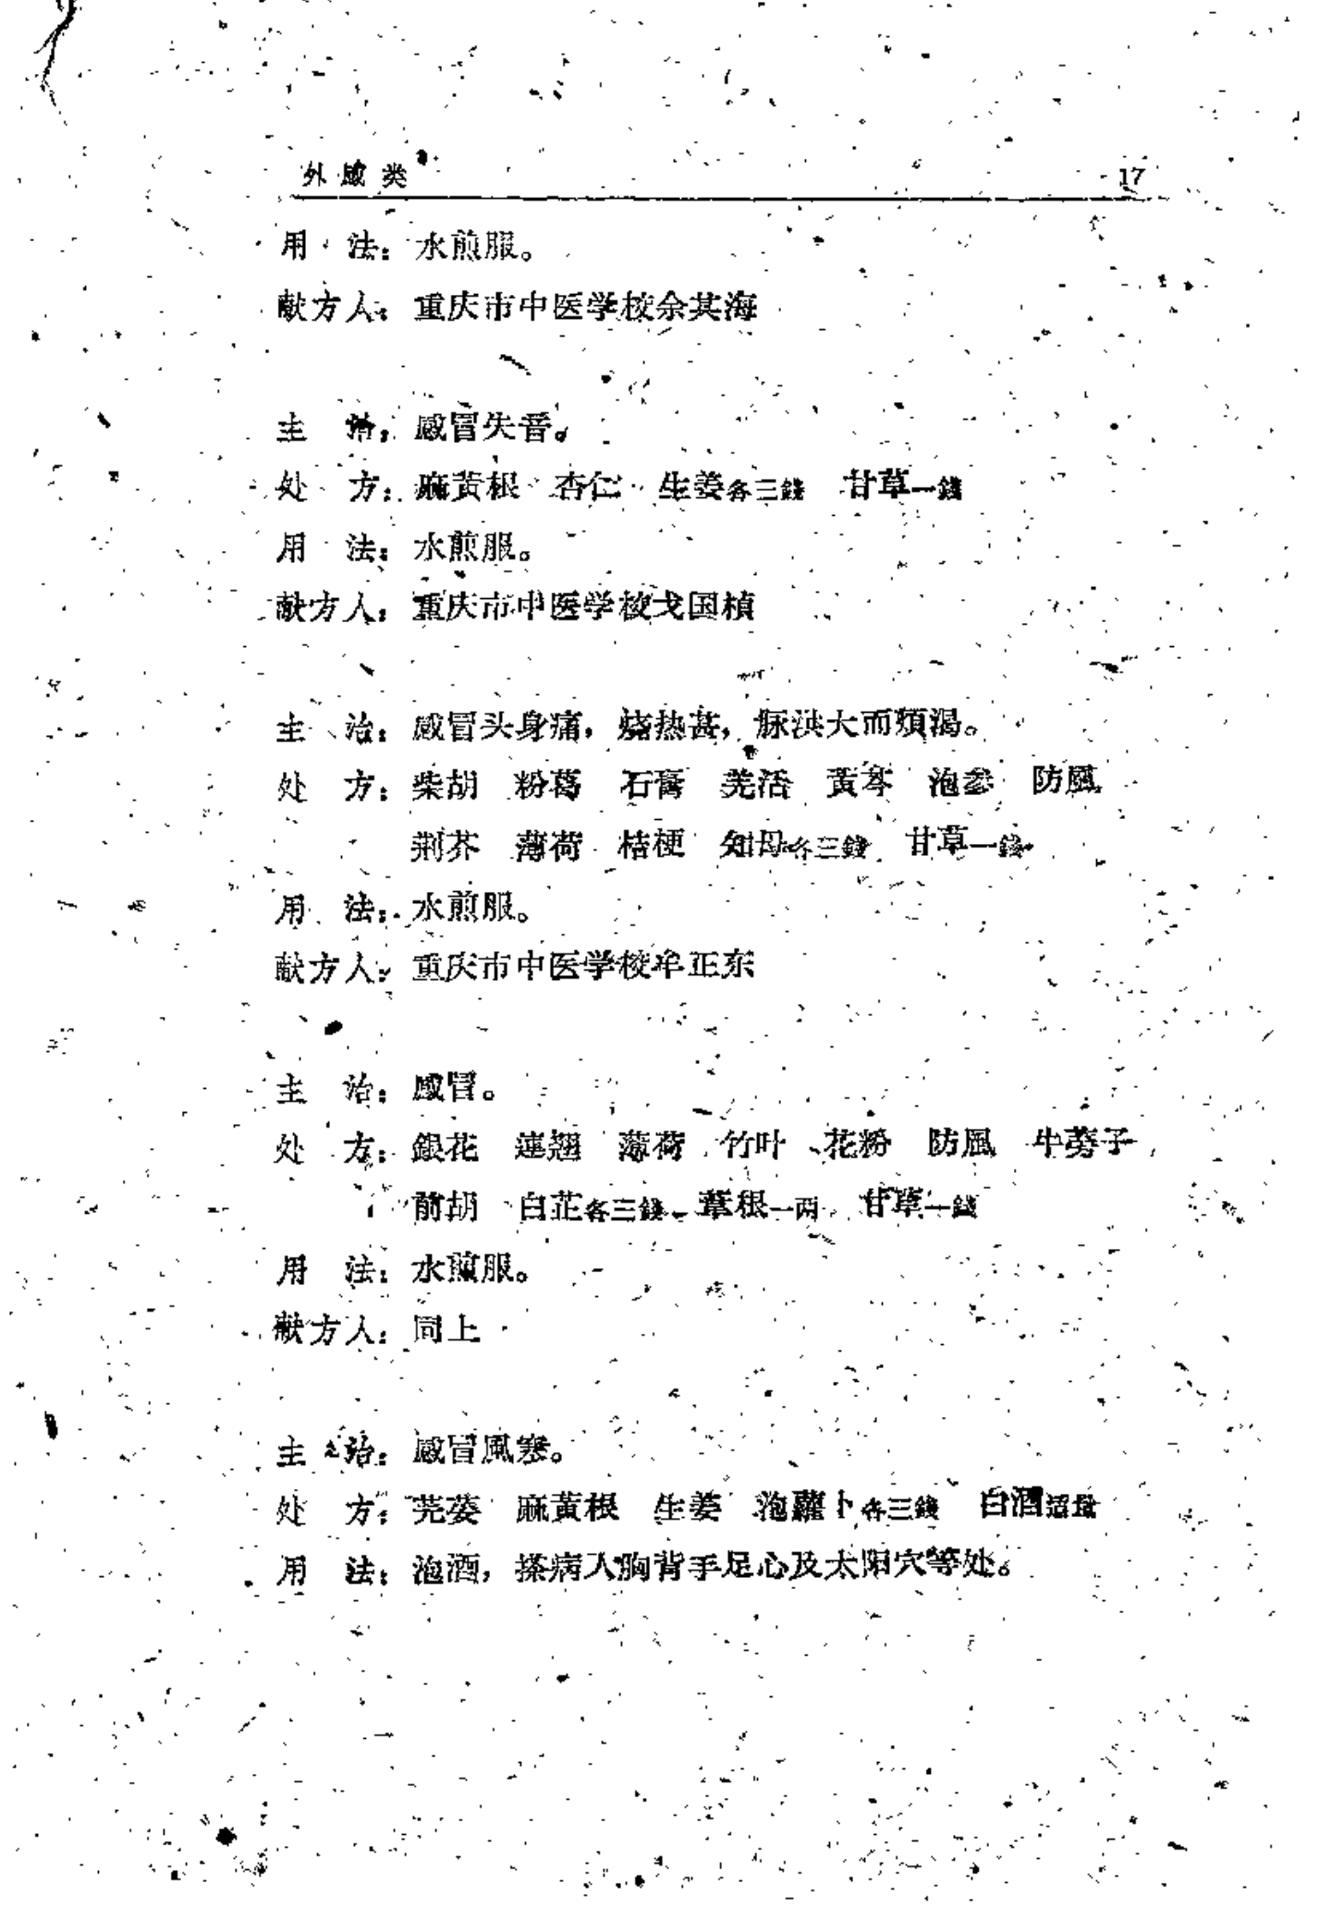 外感类 17
用 法：水煎服。
献方人：重庆市中医学校余其海
主 治：感冒失音。
处 方：麻黄根 杏仁 生姜各三錢 甘草一錢
用 法：水煎服。
献方人：重庆市中医学校戈国楨
主 治：感冒头身痛，烧热甚，脉洪大而煩渴。
处 方：柴胡 粉葛 石膏 羌活 黃芩 泡参 防風
荆芥 薄荷 桔梗 知母各三錢 甘草一錢
用 法：水煎服。
献方人：重庆市中医学校牟正东
主 治：感冒。
处 方：銀花 連翘 薄荷 竹叶 花粉 防風 牛蒡子
前胡 白芷各三錢 葦根一两 甘草一錢
用 法：水煎服。
献方人：同上
主 治：感冒風寒。
处 方：芫荽 麻黄根 生姜 泡蘿卜各三錢 白酒适量
用 法：泡酒，搽病人胸背手足心及太阳穴等处。